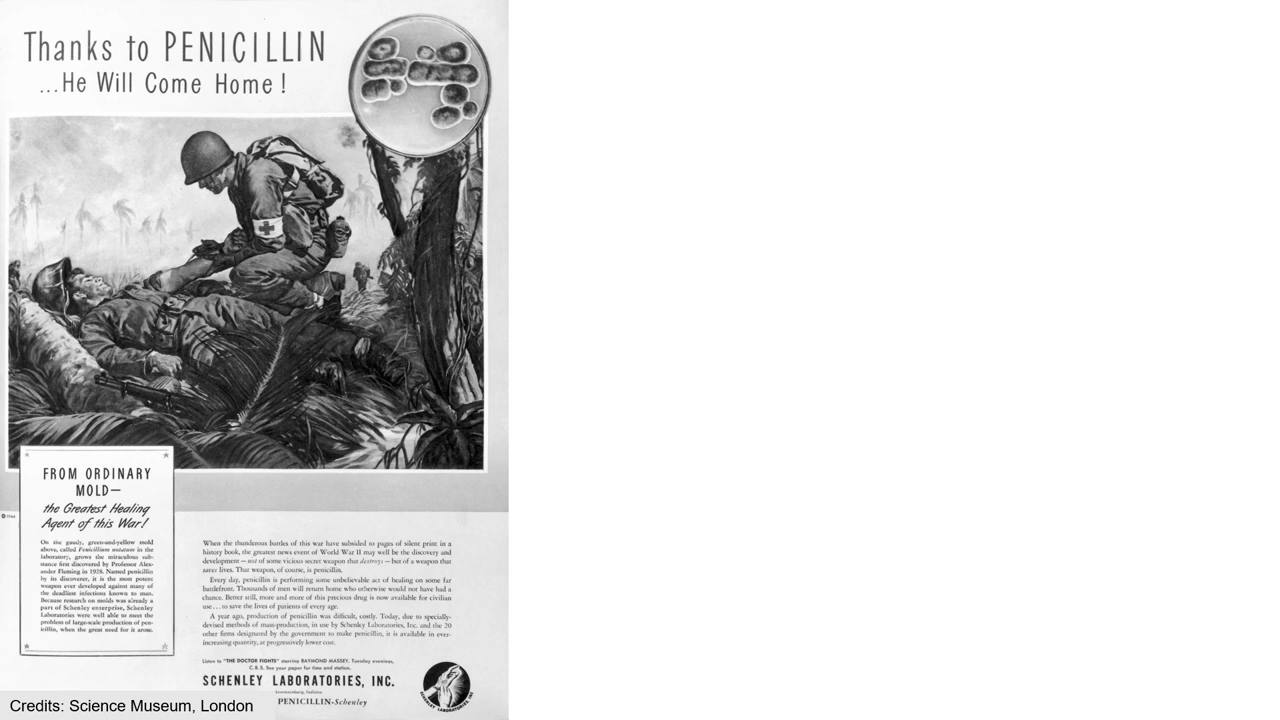 Thanks to PENICILLIN
...He Will Come Home!
FROM ORDINARY
MOLD—
the Greatest Healing
Agent of this War!
On the gaudy, green-and-yellow mold
above, called Penicillium notatum in the
laboratory, grows the miraculous sub-
stance first discovered by Professor Alex-
ander Fleming in 1928. Named penicillin
by its discoverer, it is the most potent
weapon ever developed against many of
the deadliest infections known to man.
Because research on molds was already a
part of Schenley enterprise, Schenley
Laboratories were well able to meet the
problem of large-scale production of pen-
icillin, when the great need for it arose.
When the thunderous battles of this war have subsided to pages of silent print in a
history book, the greatest news event of World War II may well be the discovery and
development — not of some vicious secret weapon that destroys — but of a weapon that
saves lives. That weapon, of course, is penicillin.
Every day, penicillin is performing some unbelievable act of healing on some far
battlefront. Thousands of men will return home who otherwise would not have had a
chance. Better still, more and more of this precious drug is now available for civilian
use . . . to save the lives of patients of every age.
A year ago, production of penicillin was difficult, costly. Today, due to specially-
devised methods of mass-production, in use by Schenley Laboratories, Inc. and the 20
other firms designated by the government to make penicillin, it is available in ever-
increasing quantity, at progressively lower cost.
Listen to "THE DOCTOR FIGHTS" starring RAYMOND MASSEY. Tuesday evenings,
C.B.S. See your paper for time and station.
SCHENLEY LABORATORIES, INC.
Lawrenceburg, Indiana
PENICILLIN-Schenley
SCHENLEY LABORATORIES, INC.
Credits: Science Museum, London